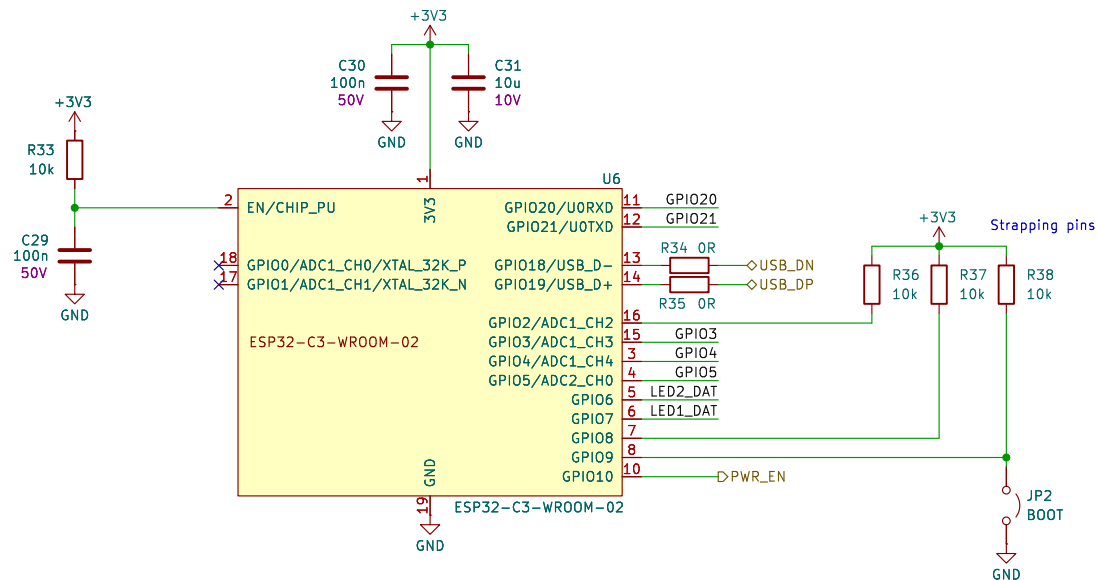 +3V3
C30
100n
50V
C31
10u
10V
GND
GND
+3V3
R33
10k
C29
100n
50V
GND
U6
1
3V3
2
EN/CHIP_PU
18
GPIO0/ADC1_CH0/XTAL_32K_P
17
GPIO1/ADC1_CH1/XTAL_32K_N
ESP32-C3-WROOM-02
GPIO20/U0RXD 11 GPIO20
GPIO21/U0TXD 12 GPIO21
R34 0R
GPIO18/USB_D- 13 USB_DN
GPIO19/USB_D+ 14 USB_DP
R35 0R
GPIO2/ADC1_CH2 16
GPIO3/ADC1_CH3 15 GPIO3
GPIO4/ADC1_CH4 3 GPIO4
GPIO5/ADC2_CH0 4 GPIO5
GPIO6 5 LED2_DAT
GPIO7 6 LED1_DAT
GPIO8 7
GPIO9 8
GPIO10 10 PWR_EN
GND
19
ESP32-C3-WROOM-02
GND
+3V3
Strapping pins
R36
10k
R37
10k
R38
10k
JP2
BOOT
GND